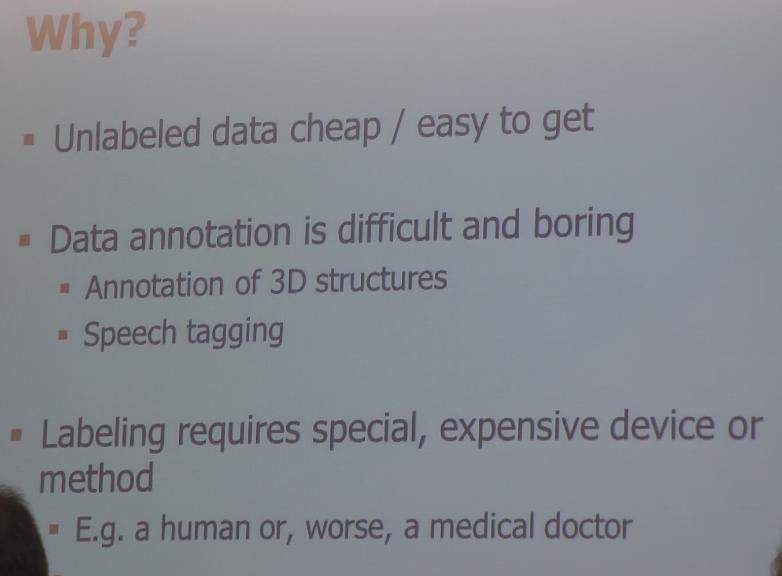 Why?
▪ Unlabeled data cheap / easy to get
▪ Data annotation is difficult and boring
▪ Annotation of 3D structures
▪ Speech tagging
▪ Labeling requires special, expensive device or
method
▪ E.g. a human or, worse, a medical doctor